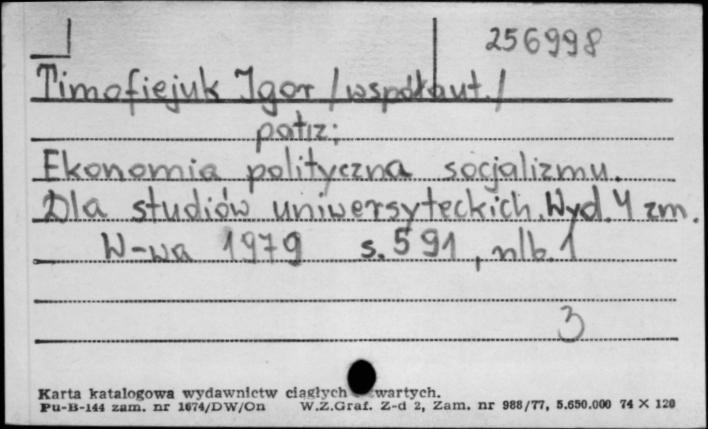 256998
Timofiejuk Igor /współaut./
patrz:
Ekonomia polityczna socjalizmu.
Dla studiów uniwersyteckich. Wyd. 4 zm.
W-wa 1979 s. 591, nlb. 1
3
Karta katalogowa wydawnictw ciągłych wartych.
Pu-B-144 zam. nr 1674/DW/On W.Z.Graf. Z-d 2, Zam. nr 988/77, 5.650.000 74 X 120